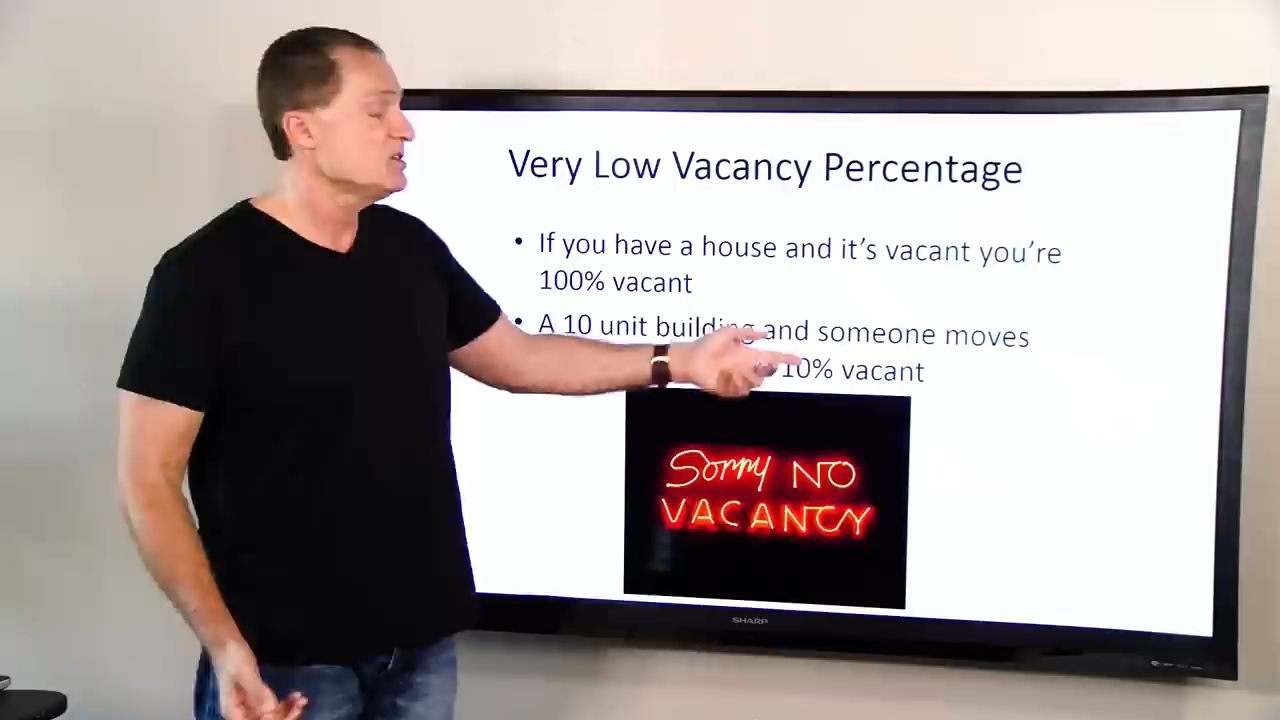 Very Low Vacancy Percentage
• If you have a house and it's vacant you're
100% vacant
• A 10 unit building and someone moves
10% vacant
Sorry NO
VACANCY
SHARP